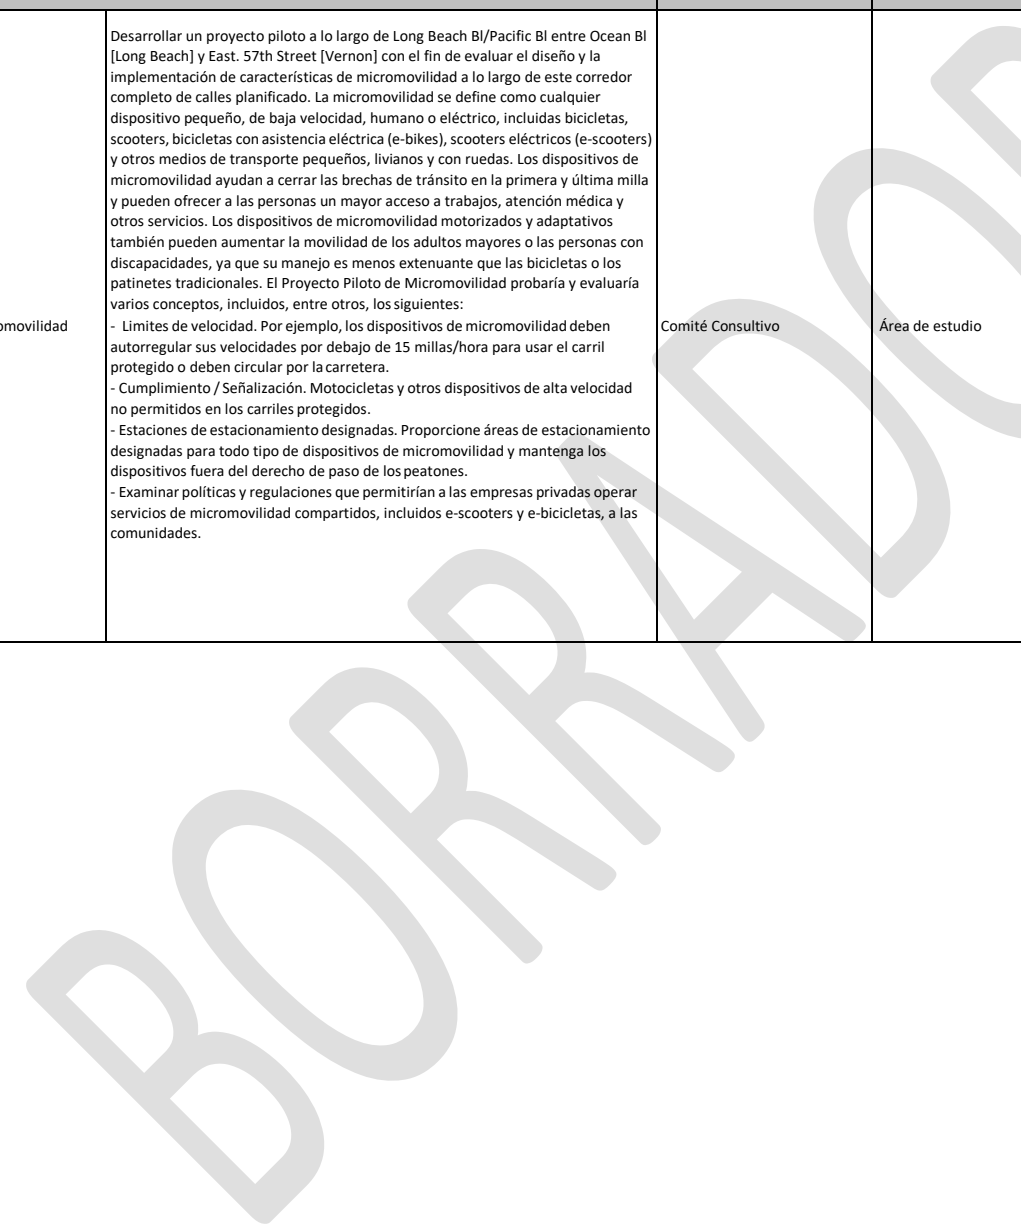 Desarrollar un proyecto piloto a lo largo de Long Beach Bl/Pacific Bl entre Ocean Bl
[Long Beach] y East. 57th Street [Vernon] con el fin de evaluar el diseño y la
implementación de características de micromovilidad a lo largo de este corredor
completo de calles planificado. La micromovilidad se define como cualquier
dispositivo pequeño, de baja velocidad, humano o eléctrico, incluidas bicicletas,
scooters, bicicletas con asistencia eléctrica (e-bikes), scooters eléctricos (e-scooters)
y otros medios de transporte pequeños, livianos y con ruedas. Los dispositivos de
micromovilidad ayudan a cerrar las brechas de tránsito en la primera y última milla
y pueden ofrecer a las personas un mayor acceso a trabajos, atención médica y
otros servicios. Los dispositivos de micromovilidad motorizados y adaptativos
también pueden aumentar la movilidad de los adultos mayores o las personas con
discapacidades, ya que su manejo es menos extenuante que las bicicletas o los
patinetes tradicionales. El Proyecto Piloto de Micromovilidad probaría y evaluaría
varios conceptos, incluidos, entre otros, los siguientes:
omovilidad
- Limites de velocidad. Por ejemplo, los dispositivos de micromovilidad deben
autorregular sus velocidades por debajo de 15 millas/hora para usar el carril
protegido o deben circular por la carretera.
- Cumplimiento / Señalización. Motocicletas y otros dispositivos de alta velocidad
no permitidos en los carriles protegidos.
- Estaciones de estacionamiento designadas. Proporcione áreas de estacionamiento
designadas para todo tipo de dispositivos de micromovilidad y mantenga los
dispositivos fuera del derecho de paso de los peatones.
- Examinar políticas y regulaciones que permitirían a las empresas privadas operar
servicios de micromovilidad compartidos, incluidos e-scooters y e-bicicletas, a las
comunidades.
Comité Consultivo
Área de estudio
BORRADOR